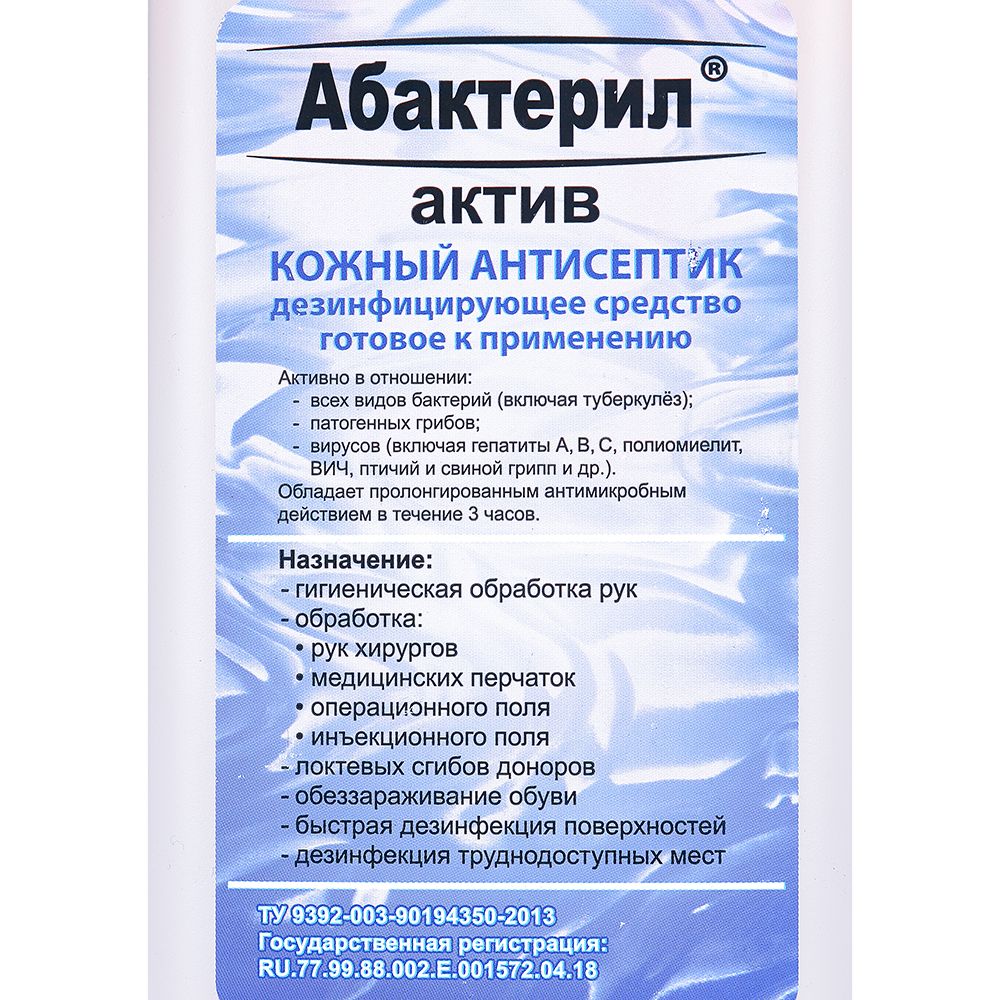 Абактерил®
актив
КОЖНЫЙ АНТИСЕПТИК
дезинфицирующее средство
готовое к применению
Активно в отношении:
- всех видов бактерий (включая туберкулёз);
- патогенных грибов;
- вирусов (включая гепатиты А, В, С, полиомиелит,
ВИЧ, птичий и свиной грипп и др.).
Обладает пролонгированным антимикробным
действием в течение 3 часов.
Назначение:
- гигиеническая обработка рук
- обработка:
• рук хирургов
• медицинских перчаток
• операционного поля
• инъекционного поля
- локтевых сгибов доноров
- обеззараживание обуви
- быстрая дезинфекция поверхностей
- дезинфекция труднодоступных мест
ТУ 9392-003-90194350-2013
Государственная регистрация:
RU.77.99.88.002.Е.001572.04.18